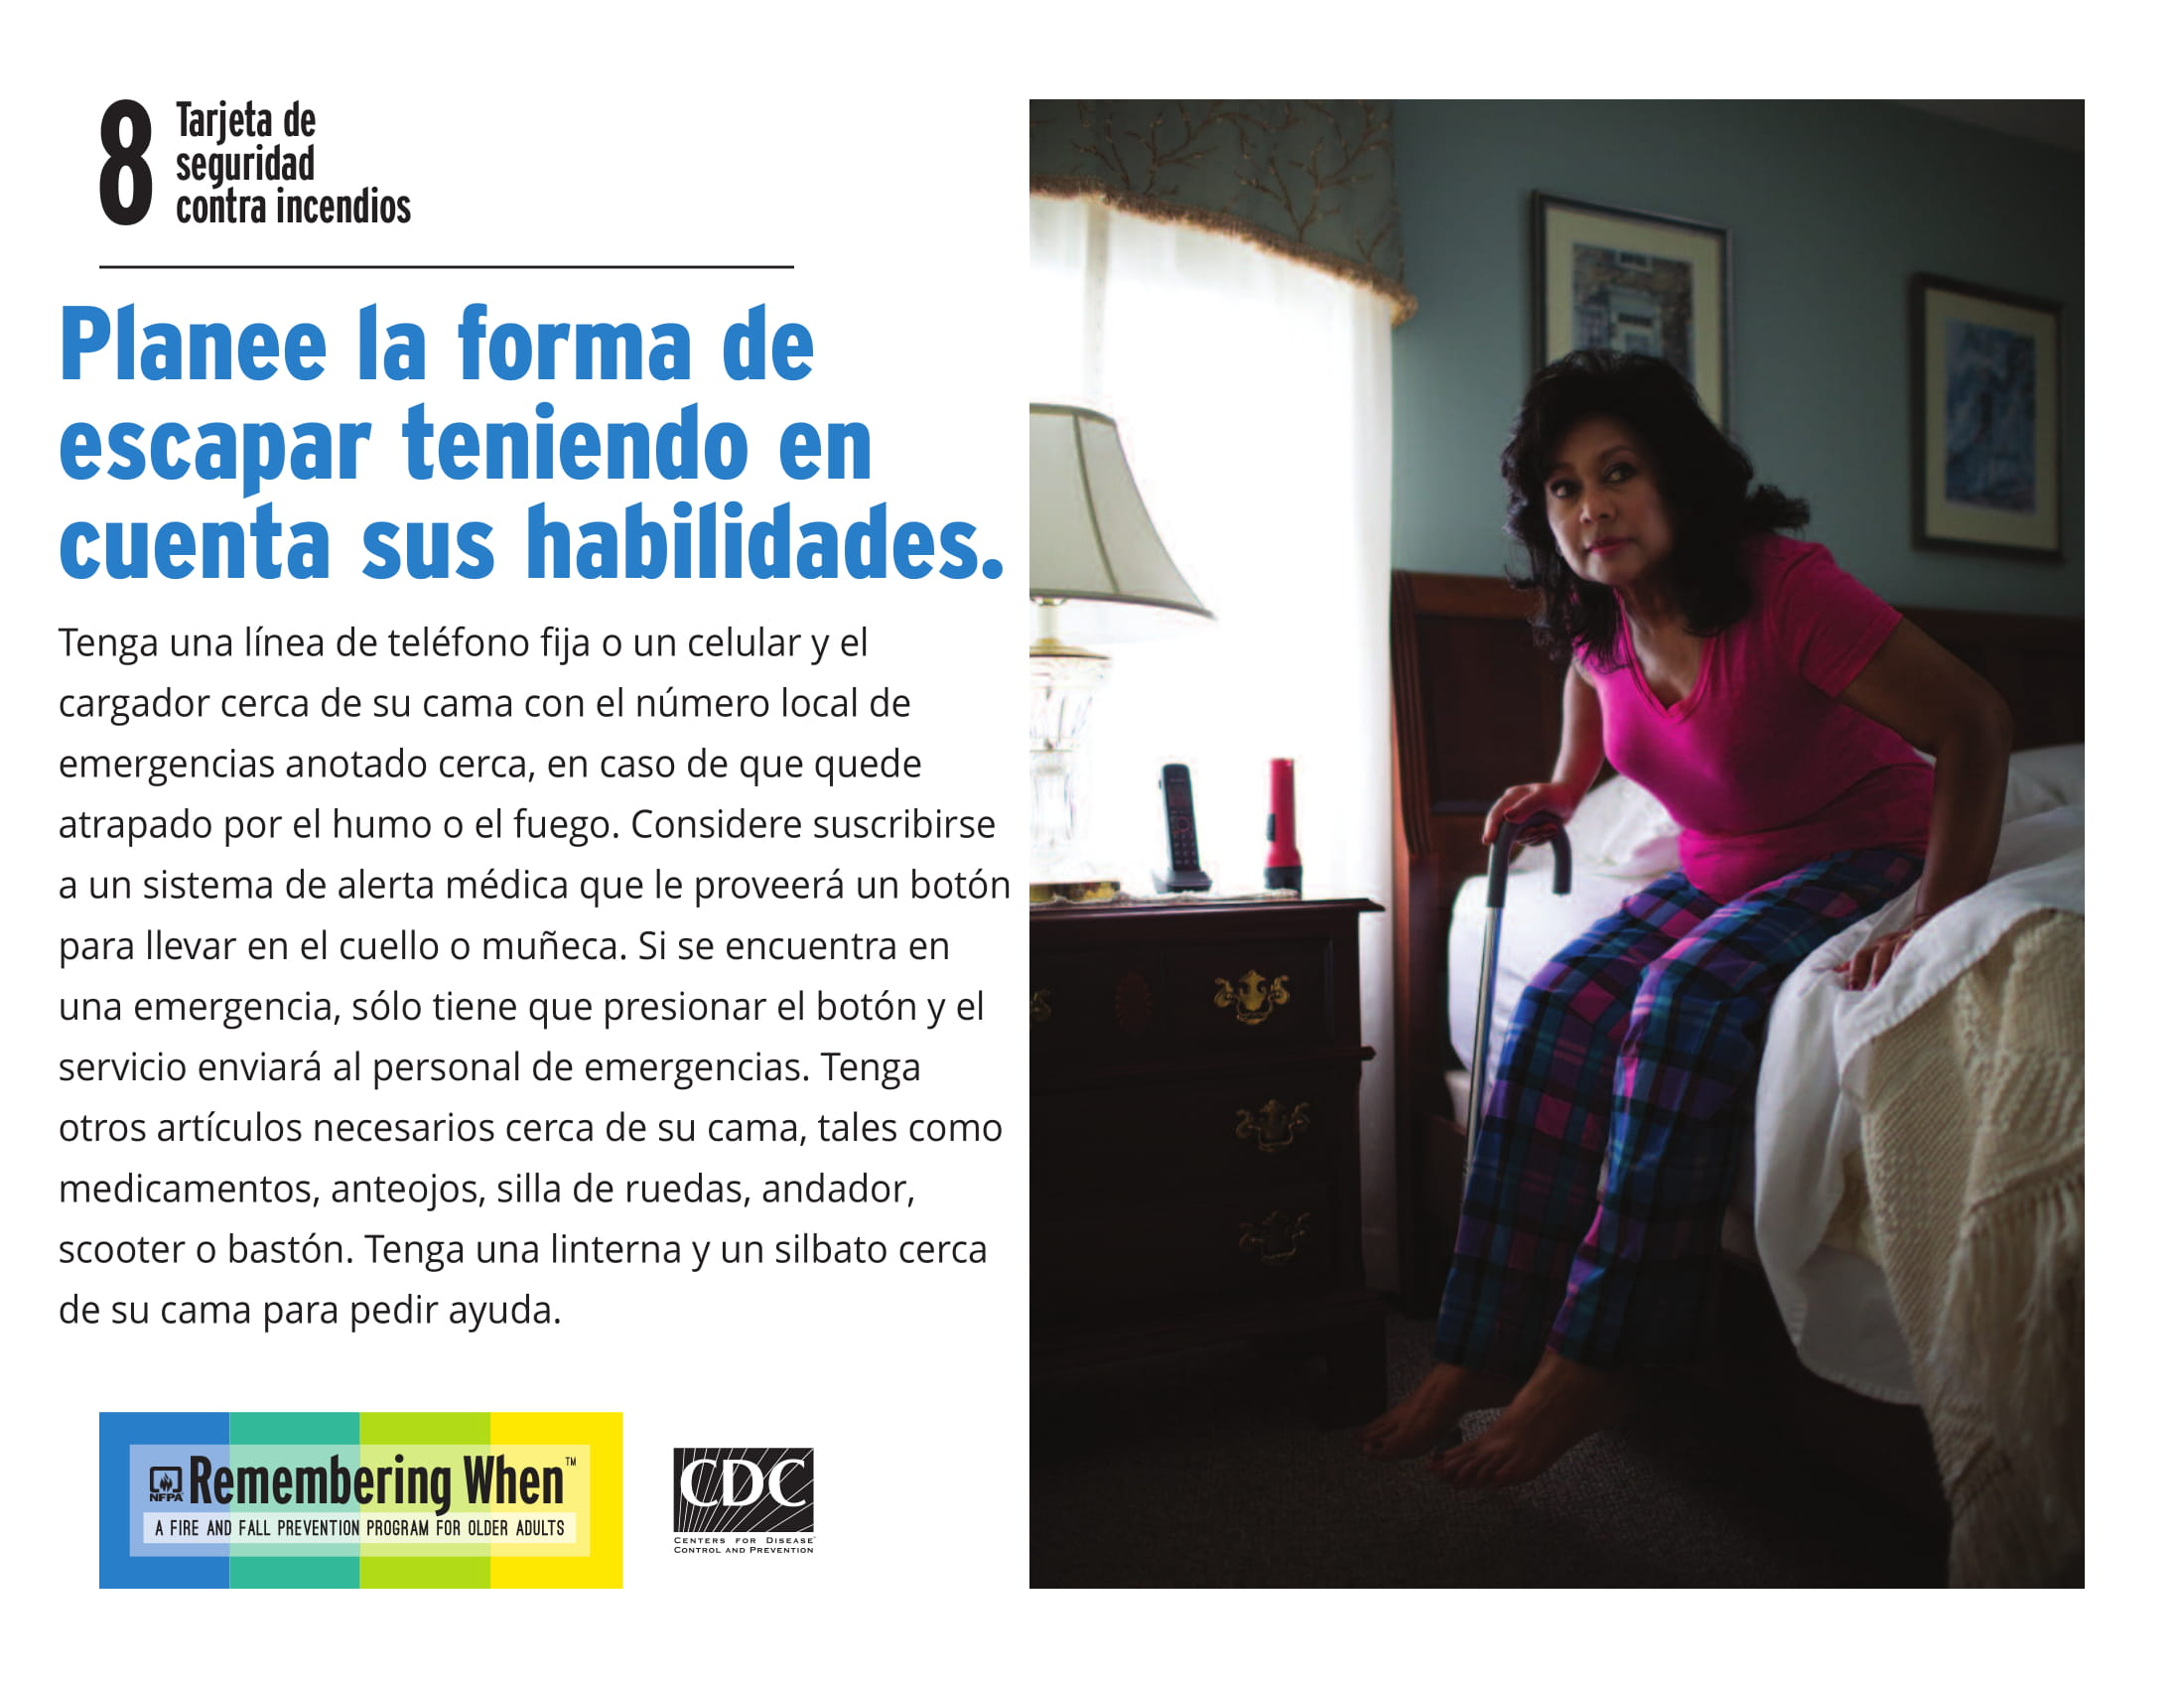 8
Tarjeta de
seguridad
contra incendios
Planee la forma de
escapar teniendo en
cuenta sus habilidades.
Tenga una línea de teléfono fija o un celular y el
cargador cerca de su cama con el número local de
emergencias anotado cerca, en caso de que quede
atrapado por el humo o el fuego. Considere suscribirse
a un sistema de alerta médica que le proveerá un botón
para llevar en el cuello o muñeca. Si se encuentra en
una emergencia, sólo tiene que presionar el botón y el
servicio enviará al personal de emergencias. Tenga
otros artículos necesarios cerca de su cama, tales como
medicamentos, anteojos, silla de ruedas, andador,
scooter o bastón. Tenga una linterna y un silbato cerca
de su cama para pedir ayuda.
NFPA Remembering When™
A FIRE AND FALL PREVENTION PROGRAM FOR OLDER ADULTS
CDC
CENTERS FOR DISEASE
CONTROL AND PREVENTION